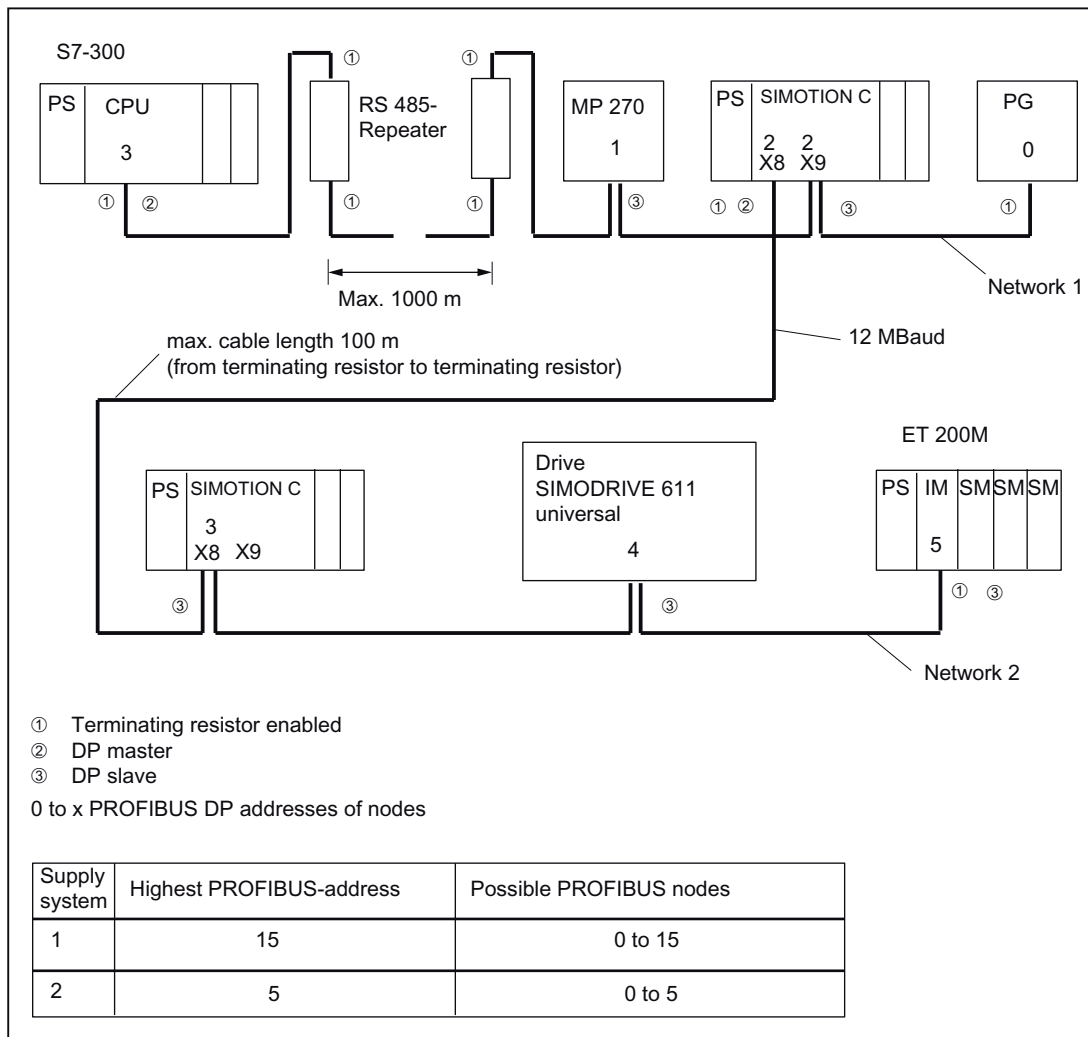 S7-300
PS CPU
3
① ②
①
RS 485-
Repeater
①
①
①
Max. 1000 m
MP 270
1
③
PS SIMOTION C
2 2
X8 X9
① ②
③
PG
0
①
Network 1
12 MBaud
max. cable length 100 m
(from terminating resistor to terminating resistor)
PS SIMOTION C
3
X8 X9
③
Drive
SIMODRIVE 611
universal
4
③
ET 200M
PS IM SM SM SM
5
① ③
Network 2
① Terminating resistor enabled
② DP master
③ DP slave
0 to x PROFIBUS DP addresses of nodes
Supply system Highest PROFIBUS-address Possible PROFIBUS nodes
1 15 0 to 15
2 5 0 to 5